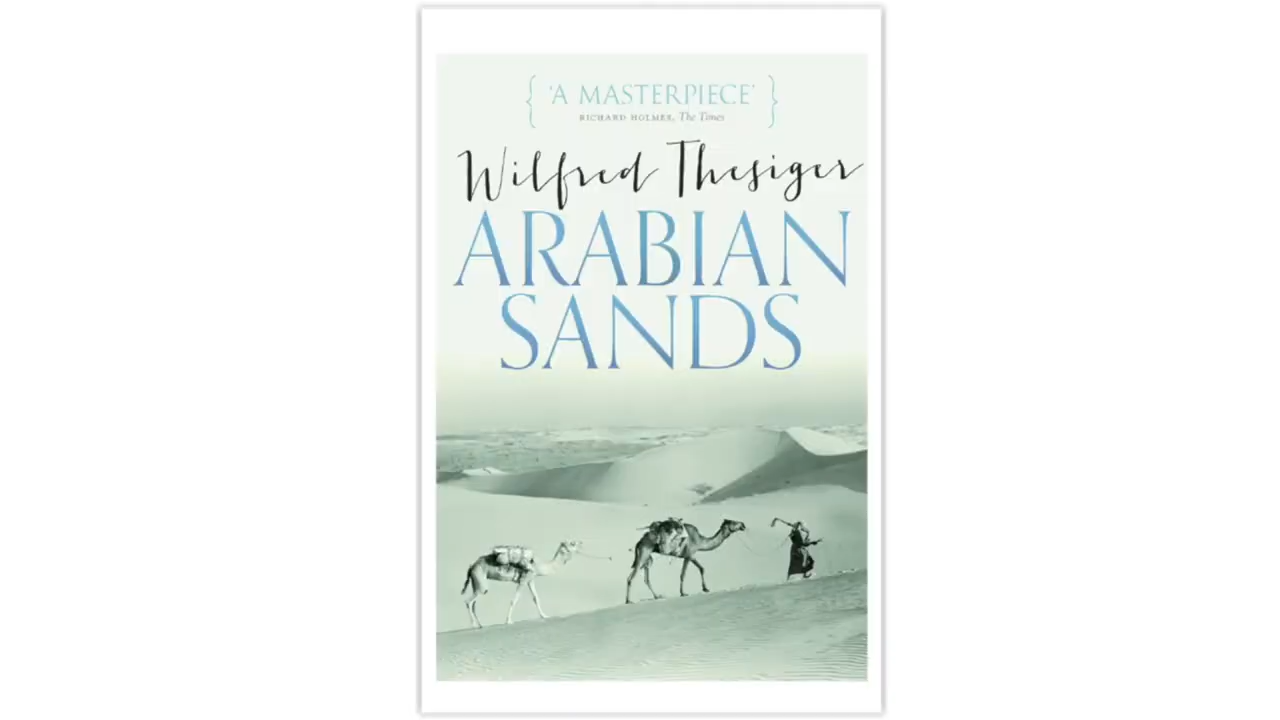 { 'A MASTERPIECE' }
RICHARD HOLMES, The Times
Wilfred Thesiger
ARABIAN
SANDS